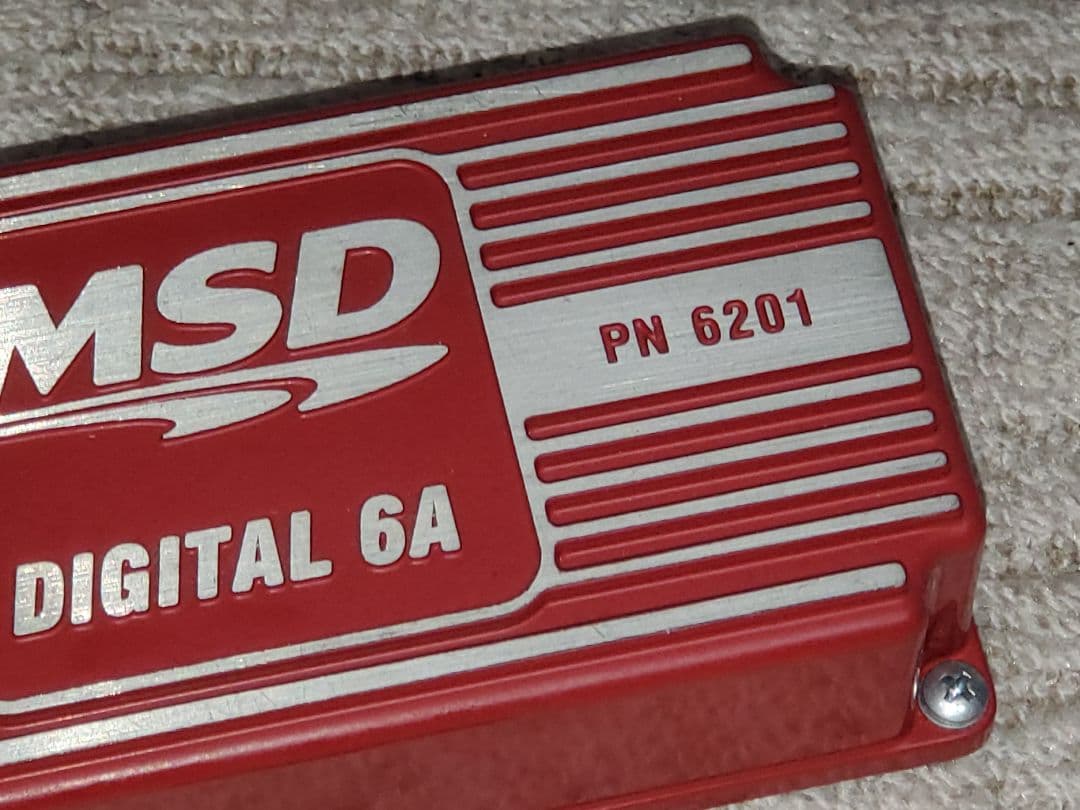 MSD
DIGITAL 6A
PN 6201